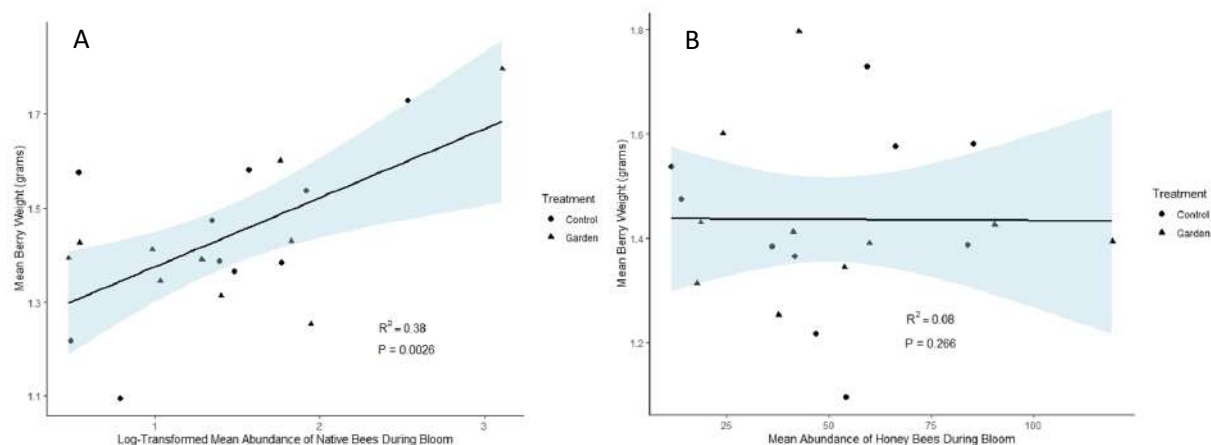 A
Mean Berry Weight (grams)
1.7
1.5
1.3
1.1
1
2
3
Log-Transformed Mean Abundance of Native Bees During Bloom
R² = 0.38
P = 0.0026
Treatment
Control
Garden
B
Mean Berry Weight (grams)
1.8
1.6
1.4
1.2
25
50
75
100
Mean Abundance of Honey Bees During Bloom
R² = 0.08
P = 0.266
Treatment
Control
Garden